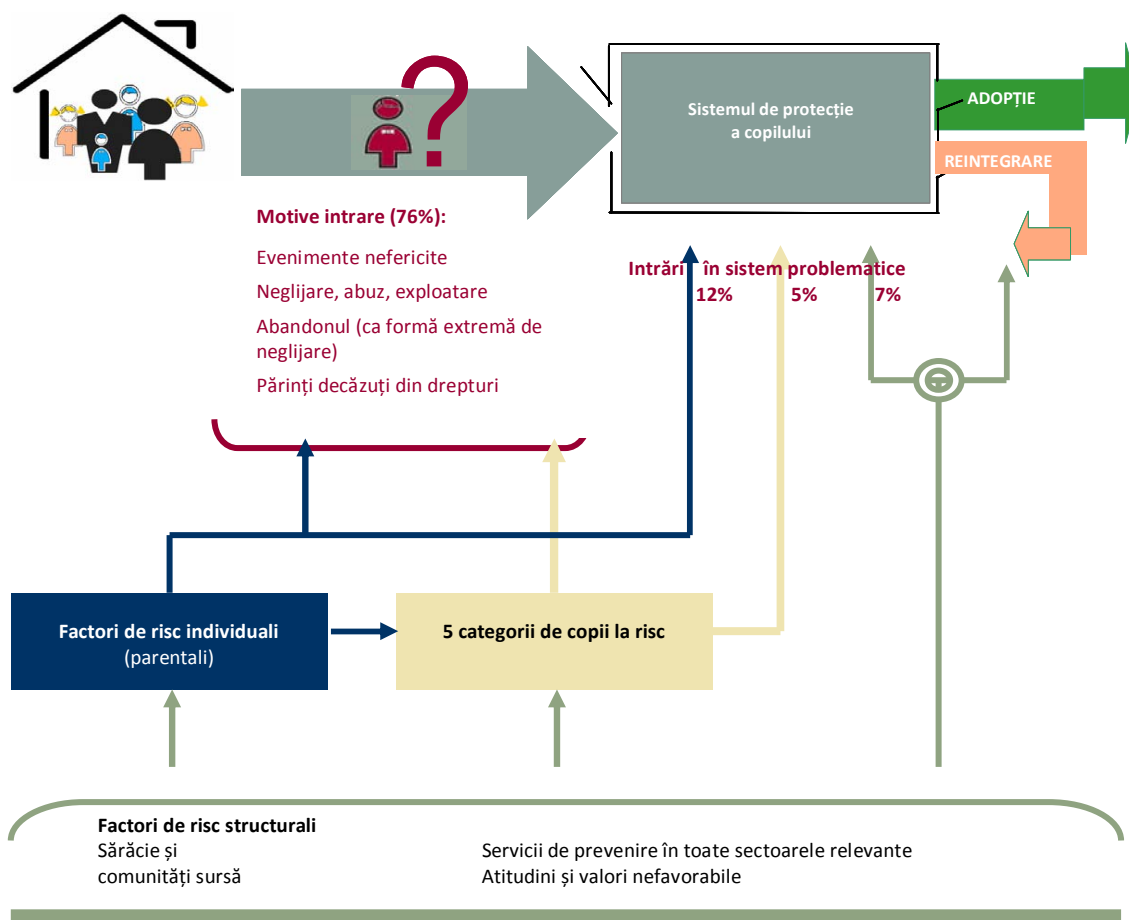 Sistemul de protecție
a copilului
ADOPȚIE
REINTEGRARE
?
Motive intrare (76%):
Evenimente nefericite
Neglijare, abuz, exploatare
Abandonul (ca formă extremă de
neglijare)
Părinți decăzuți din drepturi
Intrări în sistem problematice
12% 5% 7%
Factori de risc individuali
(parentali)
5 categorii de copii la risc
Factori de risc structurali
Sărăcie și
comunități sursă
Servicii de prevenire în toate sectoarele relevante
Atitudini și valori nefavorabile